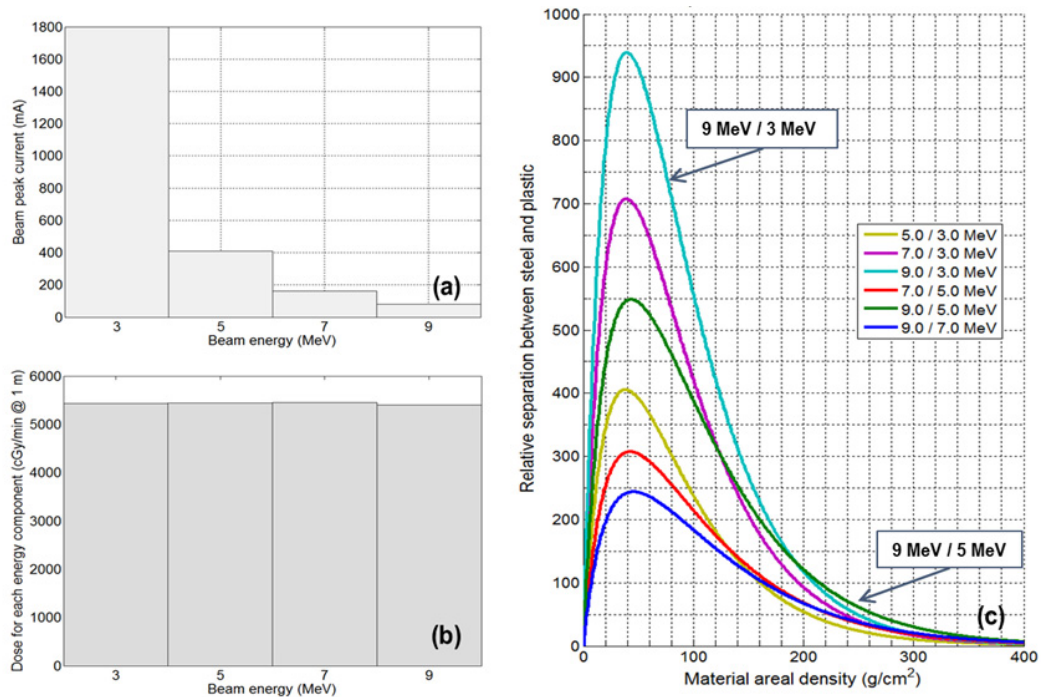 1800
1600
1400
1200
1000
800
600
400
200
0
Beam peak current (mA)
3 5 7 9
Beam energy (MeV)
(a)
6000
5000
4000
3000
2000
1000
0
Dose for each energy component (cGy/min @ 1 m)
3 5 7 9
Beam energy (MeV)
(b)
1000
900
800
700
600
500
400
300
200
100
0
Relative separation between steel and plastic
9 MeV / 3 MeV
5.0 / 3.0 MeV
7.0 / 3.0 MeV
9.0 / 3.0 MeV
7.0 / 5.0 MeV
9.0 / 5.0 MeV
9.0 / 7.0 MeV
9 MeV / 5 MeV
(c)
0 100 200 300 400
Material areal density (g/cm²)